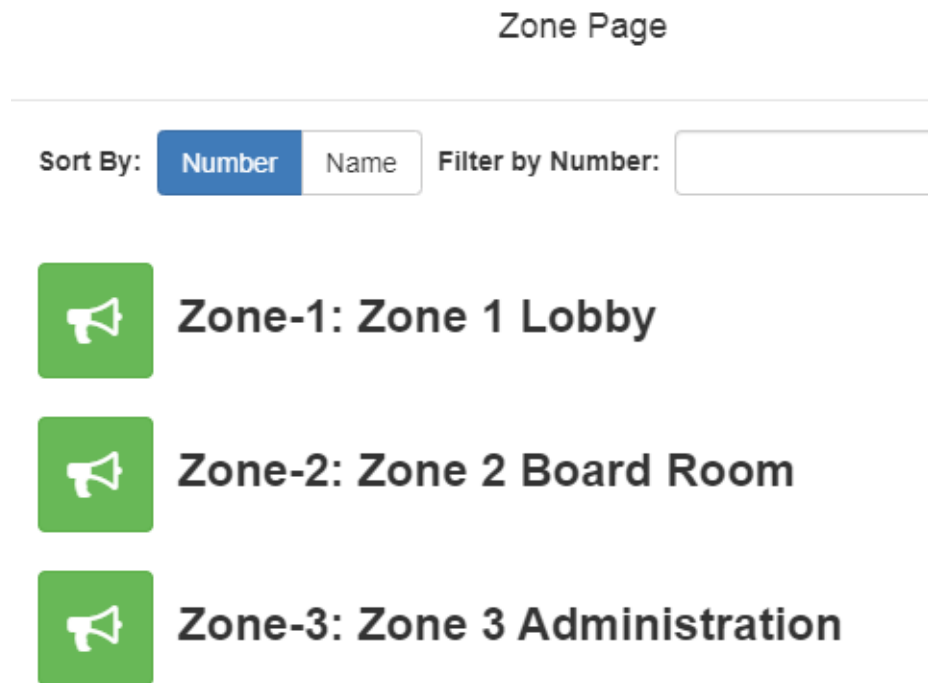 Zone Page
Sort By: Number Name Filter by Number:
Zone-1: Zone 1 Lobby
Zone-2: Zone 2 Board Room
Zone-3: Zone 3 Administration